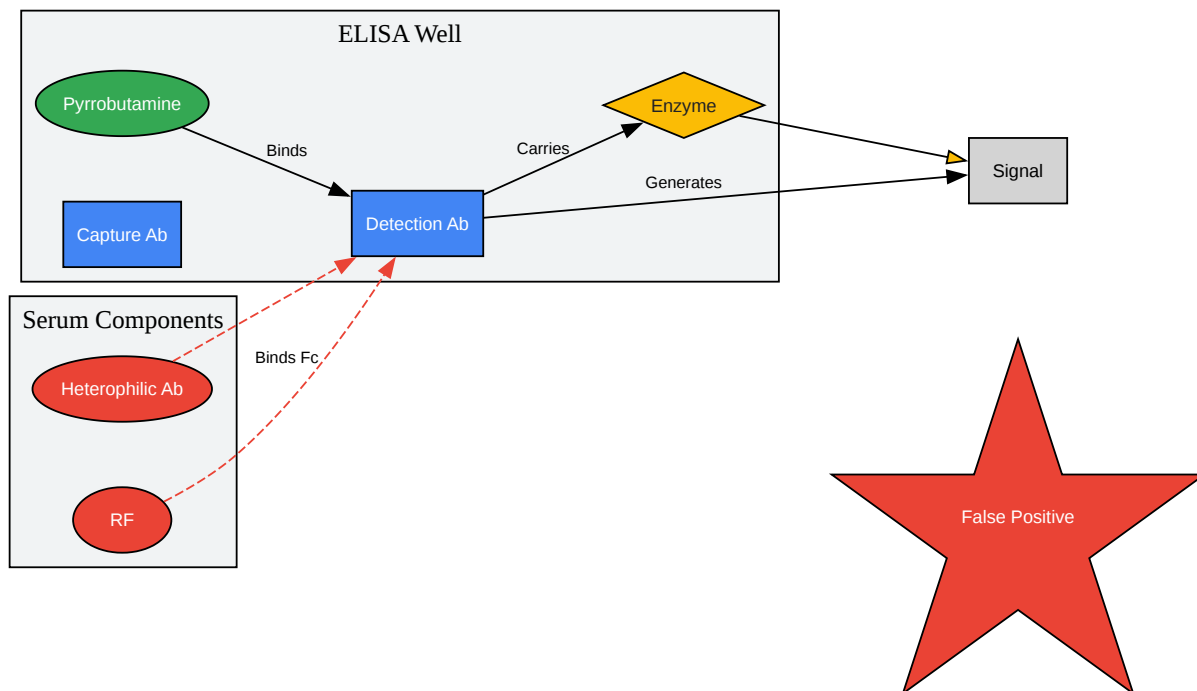 ELISA Well
Pyrrobutamine
Enzyme
Binds
Carries
Signal
Generates
Capture Ab
Detection Ab
Serum Components
Binds Fc
Heterophilic Ab
RF
False Positive